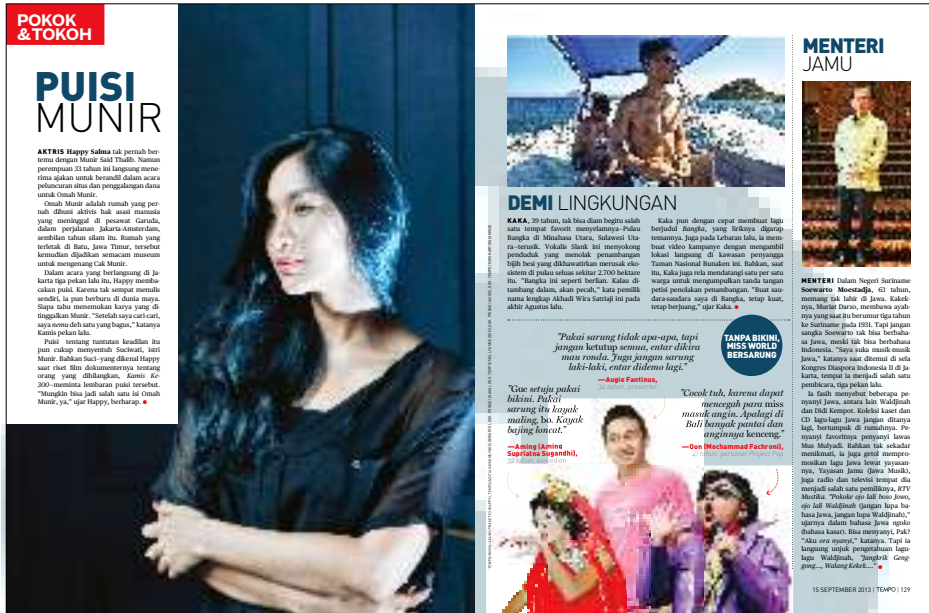 POKOK
&TOKOH
PUISI
MUNIR
AKTRIS Happy Salma tak pernah ber-
temu dengan Munir Said Thalib. Namun
perempuan 33 tahun ini langsung mene-
rima ajakan untuk berandil dalam acara
peluncuran situs dan penggalangan dana
untuk Omah Munir.
Omah Munir adalah rumah yang per-
nah dihuni aktivis hak asasi manusia
yang meninggal di pesawat Garuda,
dalam perjalanan Jakarta-Amsterdam,
sembilan tahun silam itu. Rumah yang
terletak di Batu, Jawa Timur, tersebut
kemudian dijadikan semacam museum
untuk mengenang Cak Munir.
Dalam acara yang berlangsung di Ja-
karta tiga pekan lalu itu, Happy memba-
cakan puisi. Karena tak sempat menulis
sendiri, ia pun berburu di dunia maya.
Siapa tahu menemukan karya yang di-
tinggalkan Munir. "Setelah saya cari-cari,
saya nemu deh satu yang bagus," katanya
Kamis pekan lalu.
Puisi tentang tuntutan keadilan itu
pun cukup menyentuh Suciwati, istri
Munir. Bahkan Suci–yang dikenal Happy
saat riset film dokumenternya tentang
orang yang dihilangkan, Kamis Ke-
300–meminta lembaran puisi tersebut.
"Mungkin bisa jadi salah satu isi Omah
Munir, ya," ujar Happy, berharap.
DEMI LINGKUNGAN
KAKA, 39 tahun, tak bisa diam begitu salah
satu tempat favorit menyelamnya–Pulau
Bangka di Minahasa Utara, Sulawesi Uta-
ra–terusik. Vokalis Slank ini menyokong
penduduk yang menolak penambangan
bijih besi yang dikhawatirkan merusak eko-
sistem di pulau seluas sekitar 2.700 hektare
itu. "Bangka ini seperti berlian. Kalau di-
tambang dalam, akan pecah," kata pemilik
nama lengkap Akhadi Wira Satriaji ini pada
akhir Agustus lalu.
Kaka pun dengan cepat membuat lagu
berjudul Bangka, yang liriknya digarap
temannya. Juga pada Lebaran lalu, ia mem-
buat video kampanye dengan mengambil
lokasi langsung di kawasan penyangga
Taman Nasional Bunaken ini. Bahkan, saat
itu, Kaka juga rela mendatangi satu per satu
warga untuk mengumpulkan tanda tangan
petisi penolakan penambangan. "Buat sau-
dara-saudara saya di Bangka, tetap kuat,
tetap berjuang," ujar Kaka.
TANPA BIKINI,
MISS WORLD
BERSARUNG
"Pakai sarung tidak apa-apa, tapi
jangan ketutup semua, entar dikira
mau ronda. Juga jangan sarung
laki-laki, entar didemo lagi."
—Augie Fantinus,
34 tahun, presenter
"Gue setuju pakai
bikini. Pakai
sarung itu kayak
maling, bo. Kayak
bajing loncat."
—Aming (Aming
Supriatna Sugandhi),
32 tahun, komedian
"Cocok tuh, karena dapat
mencegah para miss
masuk angin. Apalagi di
Bali banyak pantai dan
anginnya kenceng."
—Oon (Mochammad Fachroni),
41 tahun, personel Project Pop
MENTERI
JAMU
MENTERI Dalam Negeri Suriname
Soewarto Moestadja, 63 tahun,
memang tak lahir di Jawa. Kakek-
nya, Muriat Darso, membawa ayah-
nya yang saat itu berumur tiga tahun
ke Suriname pada 1931. Tapi jangan
sangka Soewarto tak bisa berbaha-
sa Jawa, meski tak bisa berbahasa
Indonesia. "Saya suka musik-musik
Jawa," katanya saat ditemui di sela
Kongres Diaspora Indonesia II di Ja-
karta, tempat ia menjadi salah satu
pembicara, tiga pekan lalu.
Ia fasih menyebut beberapa pe-
nyanyi Jawa, antara lain Waldjinah
dan Didi Kempot. Koleksi kaset dan
CD lagu-lagu Jawa jangan ditanya
lagi, bertumpuk di rumahnya. Pe-
nyanyi favoritnya penyanyi lawas
Mus Mulyadi. Bahkan tak sekadar
menikmati, ia juga getol mempro-
mosikan lagu Jawa lewat yayasan-
nya, Yayasan Jamu (Jawa Musik),
juga radio dan televisi tempat dia
menjadi salah satu pemiliknya, RTV
Mustika. "Pokoke ojo lali boso Jowo,
ojo lali Waldjinah (jangan lupa ba-
hasa Jawa, jangan lupa Waldjinah),"
ujarnya dalam bahasa Jawa ngoko
(bahasa kasar). Bisa menyanyi, Pak?
"Aku ora nyanyi," katanya. Tapi ia
langsung unjuk pengetahuan lagu-
lagu Waldjinah, "Jangkrik Geng-
gong..., Walang Kekek...."
15 SEPTEMBER 2013 | TEMPO | 129